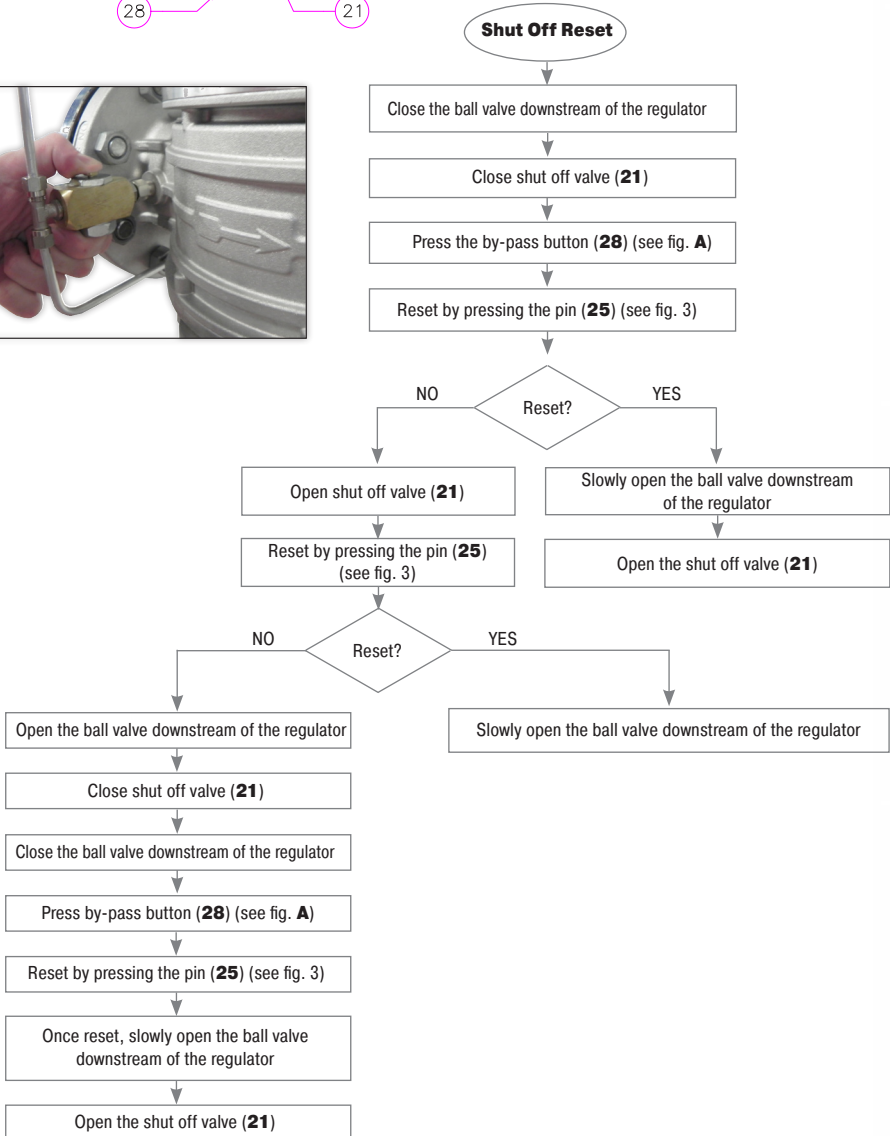 28
21
Shut Off Reset
Close the ball valve downstream of the regulator
Close shut off valve (21)
Press the by-pass button (28) (see fig. A)
Reset by pressing the pin (25) (see fig. 3)
Reset?
NO
YES
Open shut off valve (21)
Slowly open the ball valve downstream
of the regulator
Reset by pressing the pin (25)
(see fig. 3)
Open the shut off valve (21)
Reset?
NO
YES
Open the ball valve downstream of the regulator
Slowly open the ball valve downstream of the regulator
Close shut off valve (21)
Close the ball valve downstream of the regulator
Press by-pass button (28) (see fig. A)
Reset by pressing the pin (25) (see fig. 3)
Once reset, slowly open the ball valve
downstream of the regulator
Open the shut off valve (21)